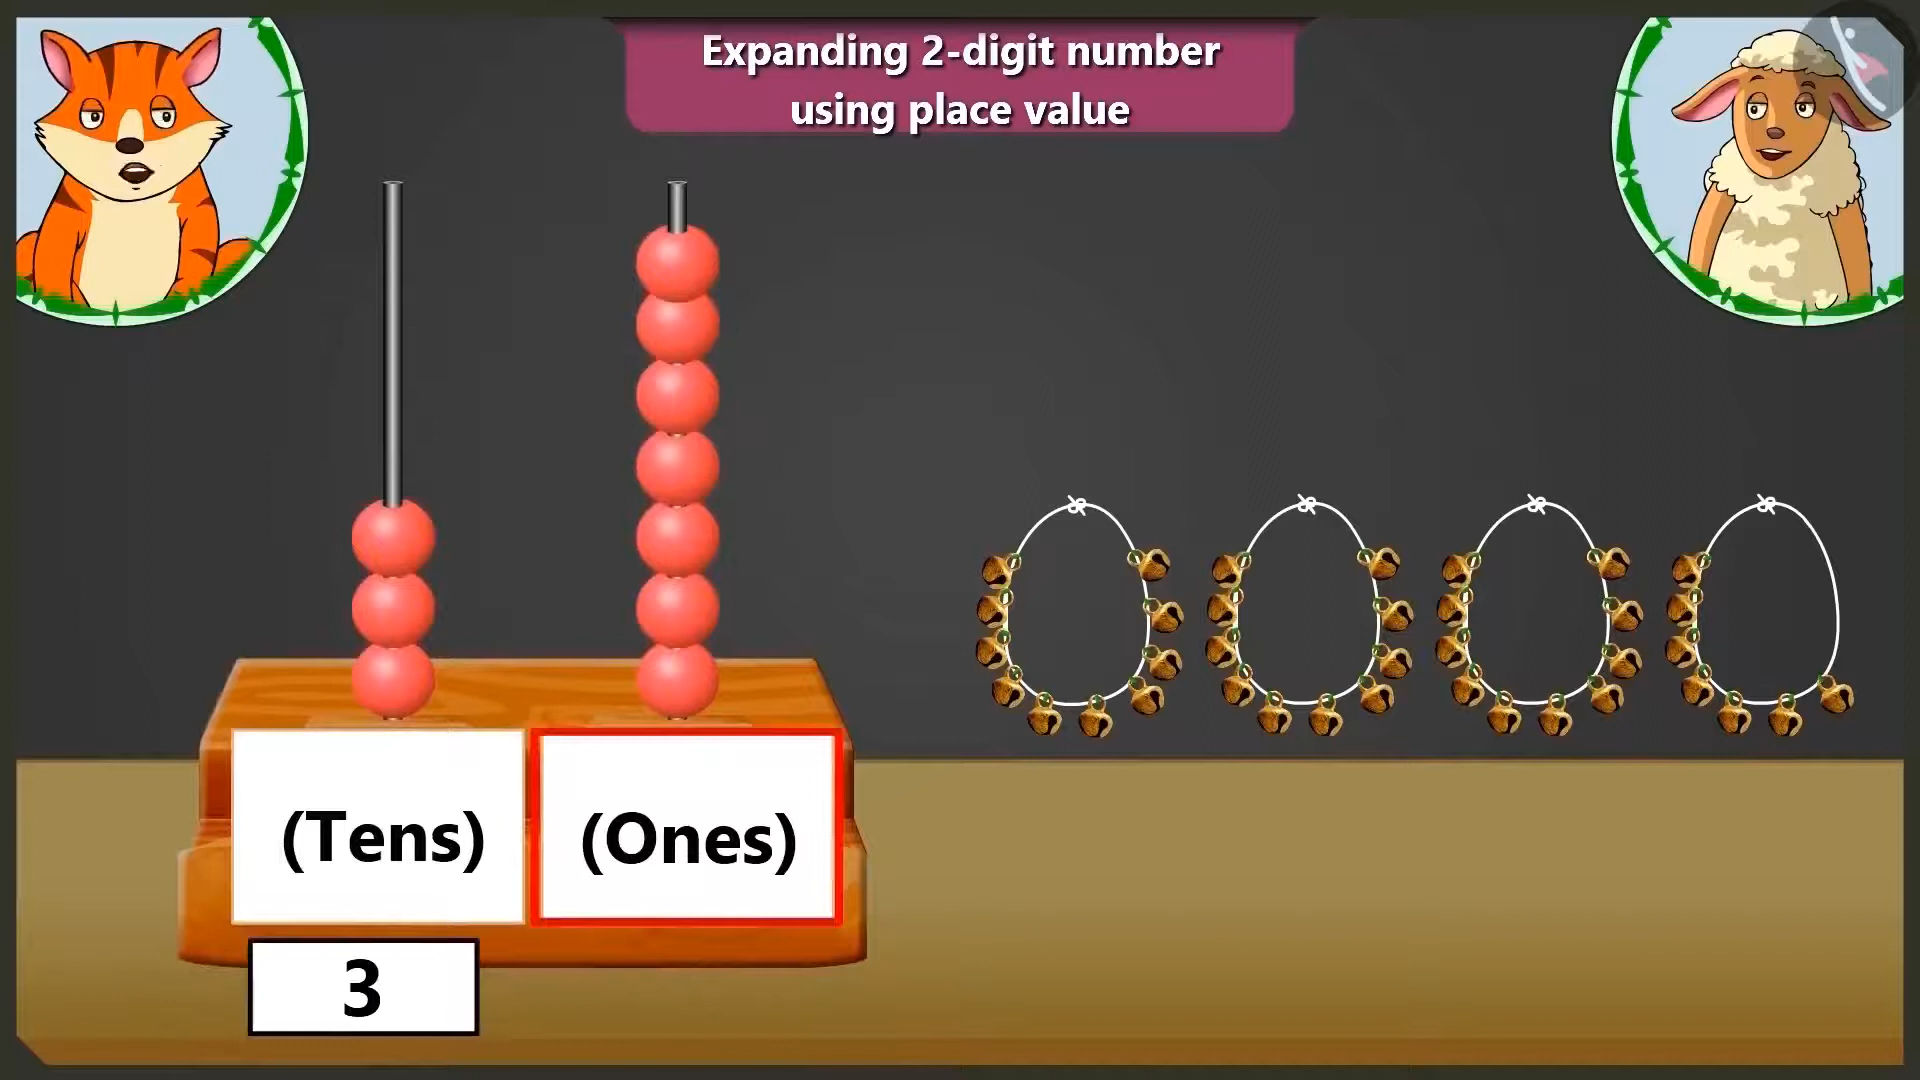 Expanding 2-digit number
using place value
(Tens)
(Ones)
3